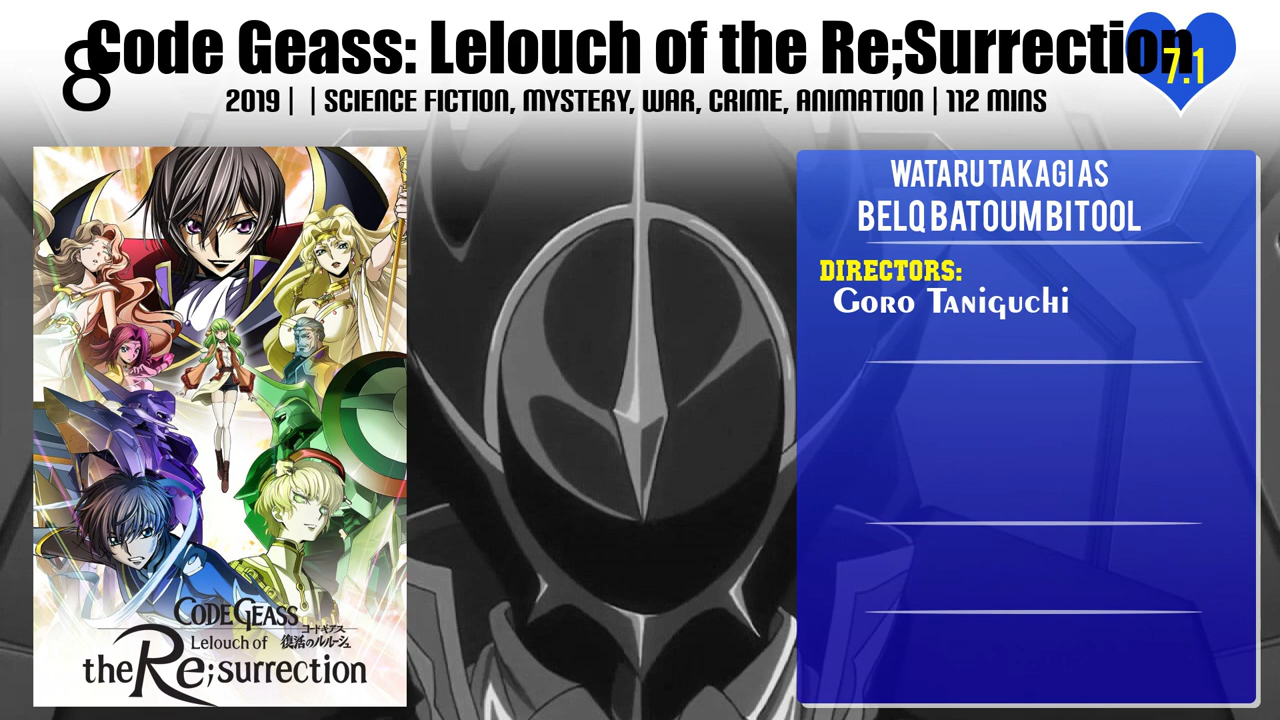 8
Code Geass: Lelouch of the Re;Surrection
7.1
2019 | | SCIENCE FICTION, MYSTERY, WAR, CRIME, ANIMATION | 112 MINS
WATARU TAKAGI AS
BELQ BATOUM BITOOL
DIRECTORS:
Goro Taniguchi
CODE GEASS
コードギアス
Lelouch of 復活のルルーシュ
the Re;surrection